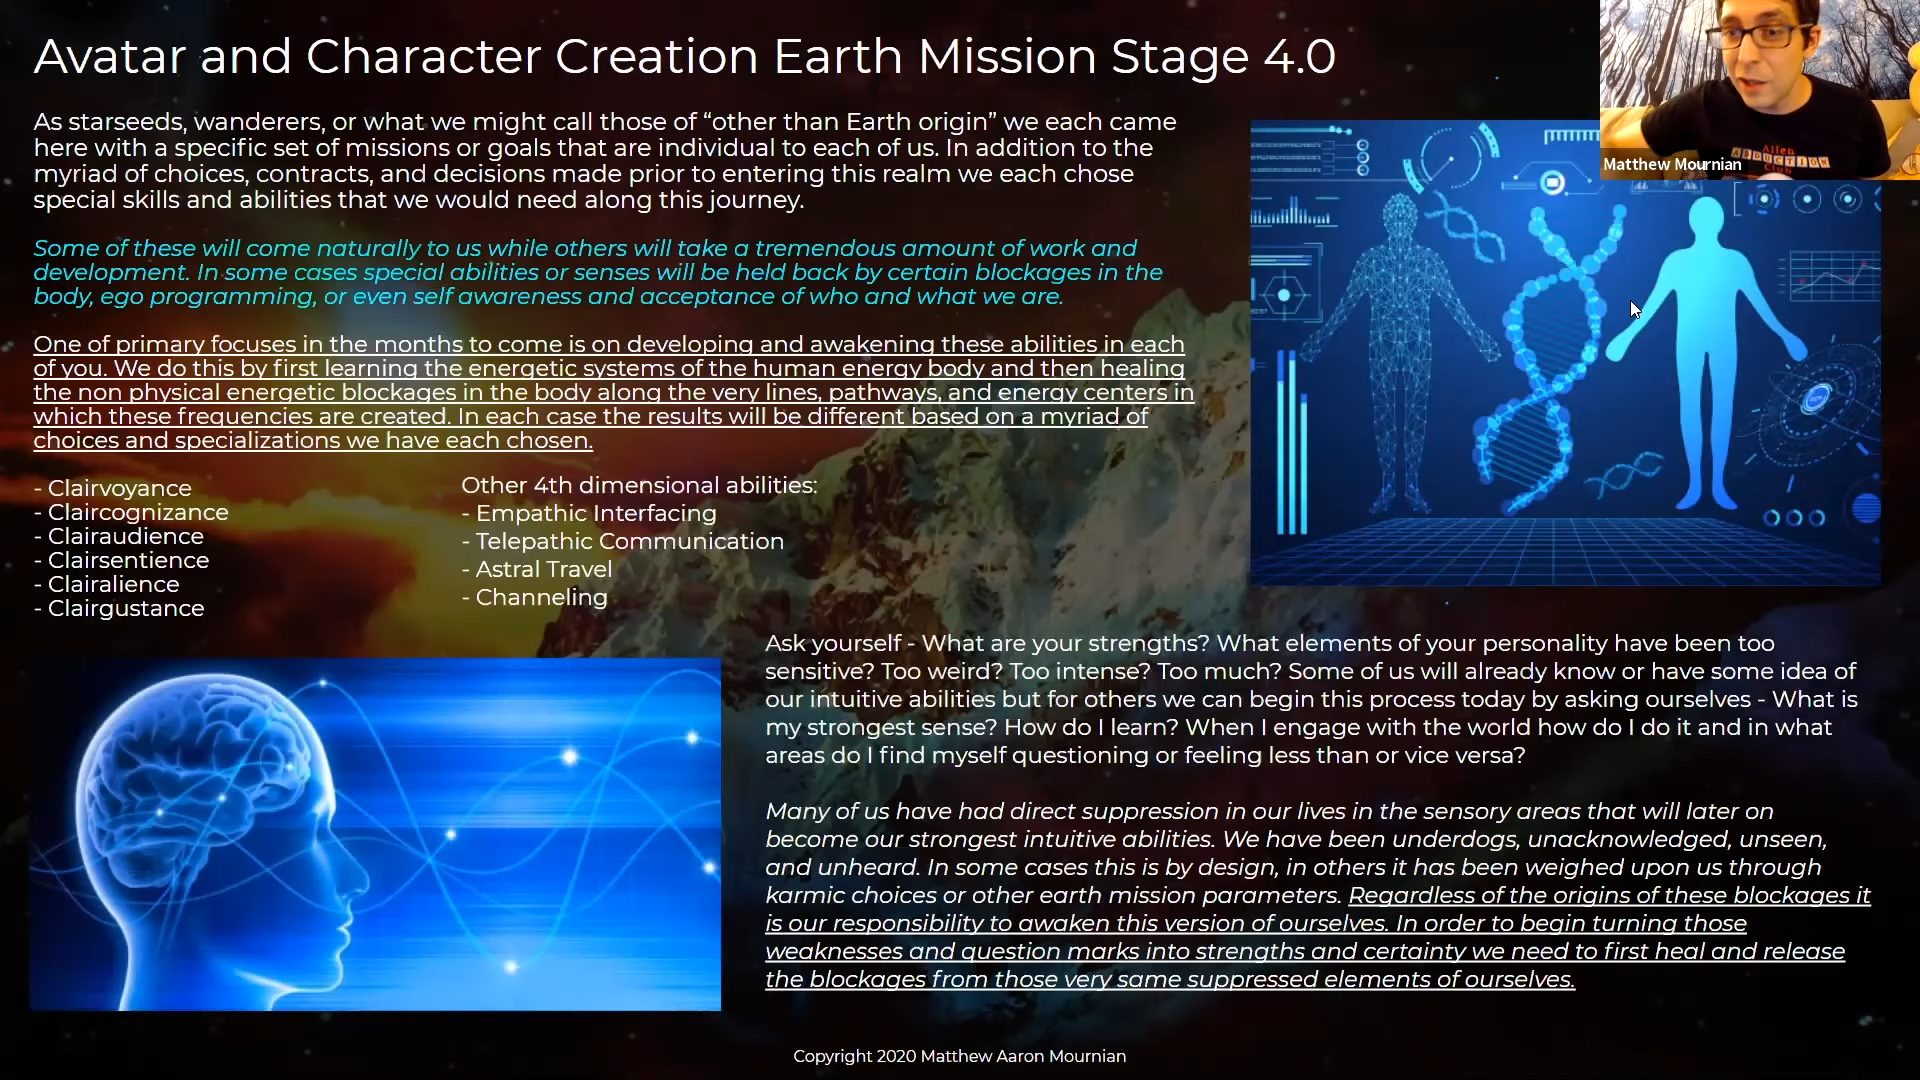 Avatar and Character Creation Earth Mission Stage 4.0
As starseeds, wanderers, or what we might call those of “other than Earth origin” we each came
here with a specific set of missions or goals that are individual to each of us. In addition to the
myriad of choices, contracts, and decisions made prior to entering this realm we each chose
special skills and abilities that we would need along this journey.
Some of these will come naturally to us while others will take a tremendous amount of work and
development. In some cases special abilities or senses will be held back by certain blockages in the
body, ego programming, or even self awareness and acceptance of who and what we are.
One of primary focuses in the months to come is on developing and awakening these abilities in each
of you. We do this by first learning the energetic systems of the human energy body and then healing
the non physical energetic blockages in the body along the very lines, pathways, and energy centers in
which these frequencies are created. In each case the results will be different based on a myriad of
choices and specializations we have each chosen.
- Clairvoyance
- Claircognizance
- Clairaudience
- Clairsentience
- Clairalience
- Clairgustance
Other 4th dimensional abilities:
- Empathic Interfacing
- Telepathic Communication
- Astral Travel
- Channeling
Alien
ABDUCTION
Club
Matthew Mournian
Ask yourself - What are your strengths? What elements of your personality have been too
sensitive? Too weird? Too intense? Too much? Some of us will already know or have some idea of
our intuitive abilities but for others we can begin this process today by asking ourselves - What is
my strongest sense? How do I learn? When I engage with the world how do I do it and in what
areas do I find myself questioning or feeling less than or vice versa?
Many of us have had direct suppression in our lives in the sensory areas that will later on
become our strongest intuitive abilities. We have been underdogs, unacknowledged, unseen,
and unheard. In some cases this is by design, in others it has been weighed upon us through
karmic choices or other earth mission parameters. Regardless of the origins of these blockages it
is our responsibility to awaken this version of ourselves. In order to begin turning those
weaknesses and question marks into strengths and certainty we need to first heal and release
the blockages from those very same suppressed elements of ourselves.
Copyright 2020 Matthew Aaron Mournian